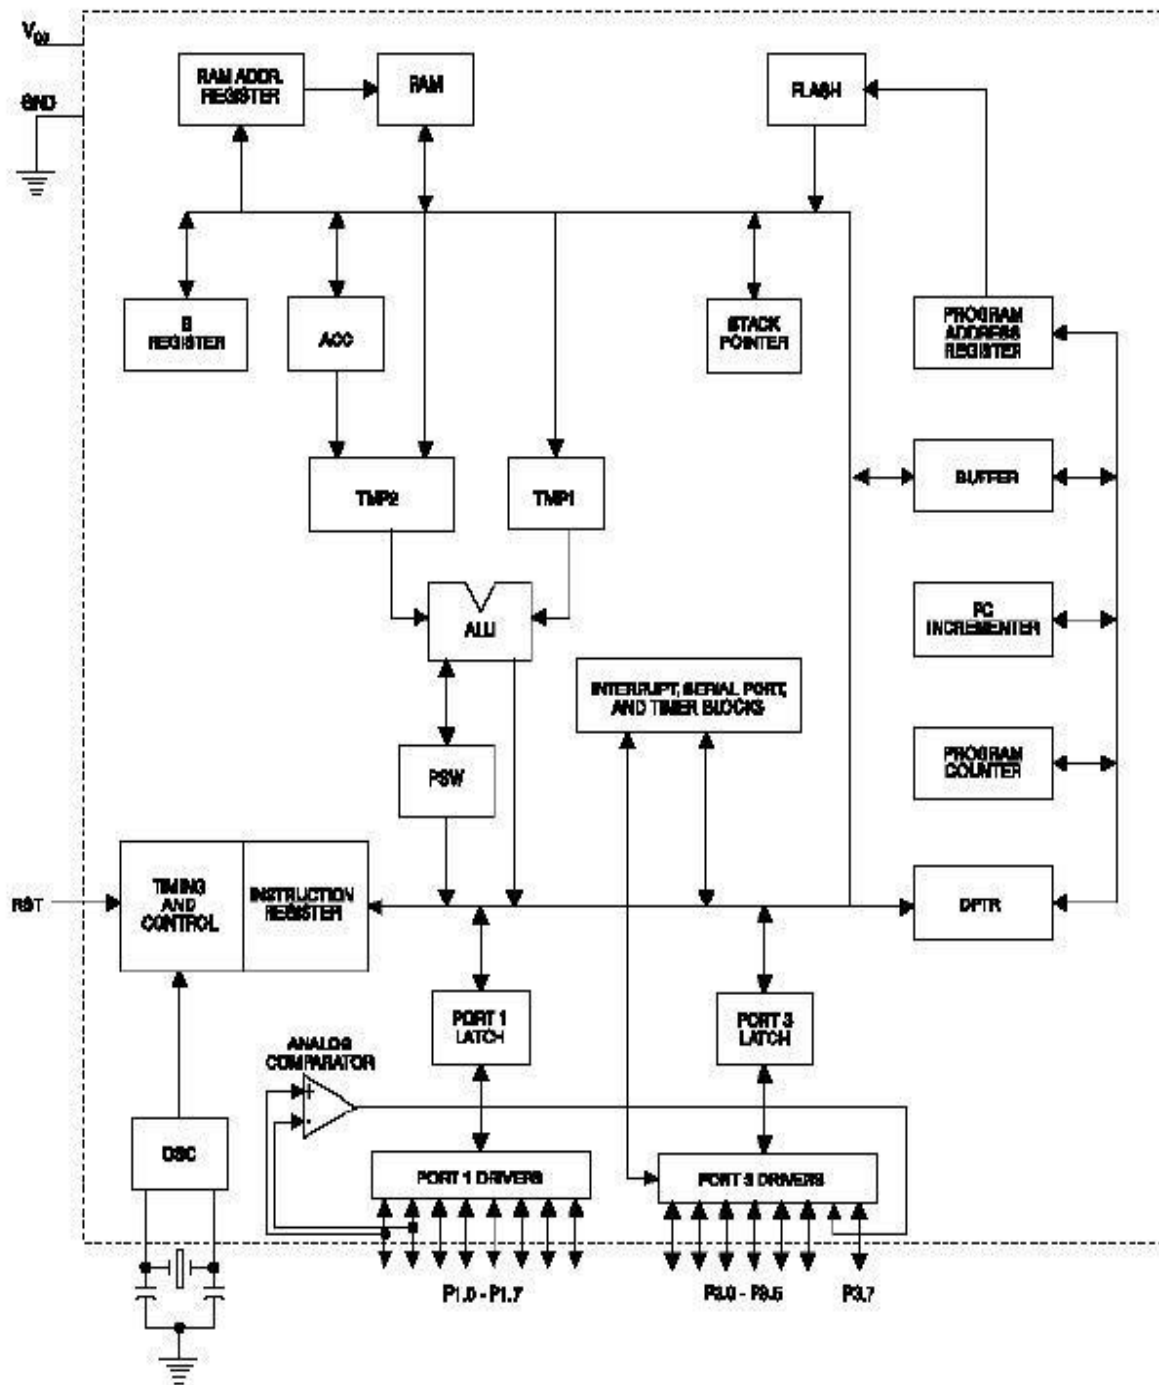 V
GND
RAM ADDR.
REGISTER
RAM
FLASH
B
REGISTER
ACC
STACK
POINTER
PROGRAM
ADDRESS
REGISTER
TMP2
TMP1
BUFFER
ALU
PC
INCREMENTER
INTERRUPT, SERIAL PORT,
AND TIMER BLOCKS
PSW
PROGRAM
COUNTER
RST
TIMING
AND
CONTROL
INSTRUCTION
REGISTER
DPTR
PORT 1
LATCH
PORT 3
LATCH
ANALOG
COMPARATOR
+
-
OSC
PORT 1 DRIVERS
PORT 3 DRIVERS
P1.0 - P1.7
P3.0 - P3.5
P3.7